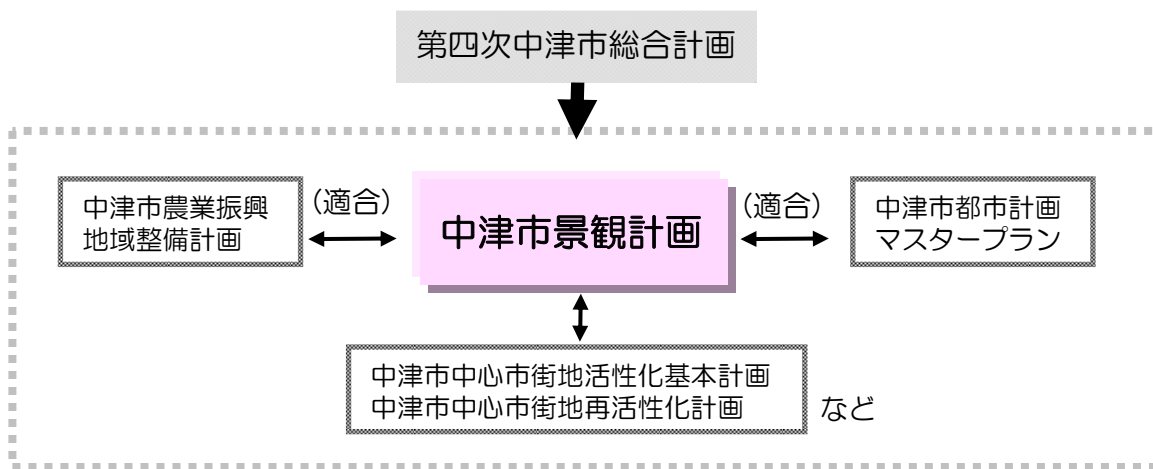 第四次中津市総合計画
中津市農業振興
地域整備計画
(適合)
中津市景観計画
(適合)
中津市都市計画
マスタープラン
中津市中心市街地活性化基本計画
中津市中心市街地再活性化計画
など